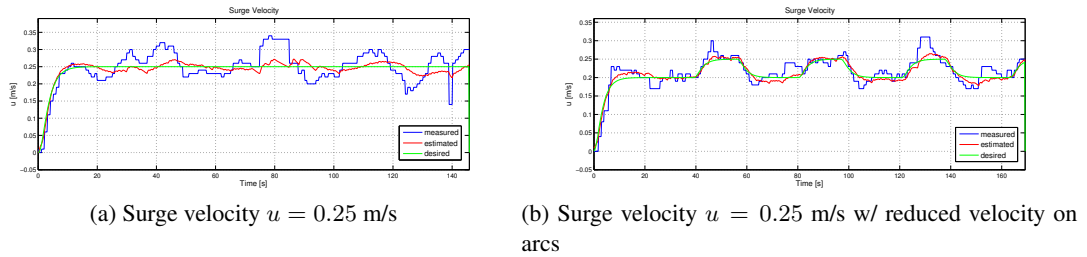 Surge Velocity
0.35
0.3
0.25
0.2
0.15
0.1
0.05
0
−0.05
u [m/s]
0 20 40 60 80 100 120 140
Time [s]
measured
estimated
desired
(a) Surge velocity u = 0.25 m/s
Surge Velocity
0.35
0.3
0.25
0.2
0.15
0.1
0.05
0
−0.05
u [m/s]
0 20 40 60 80 100 120 140 160
Time [s]
measured
estimated
desired
(b) Surge velocity u = 0.25 m/s w/ reduced velocity on
arcs